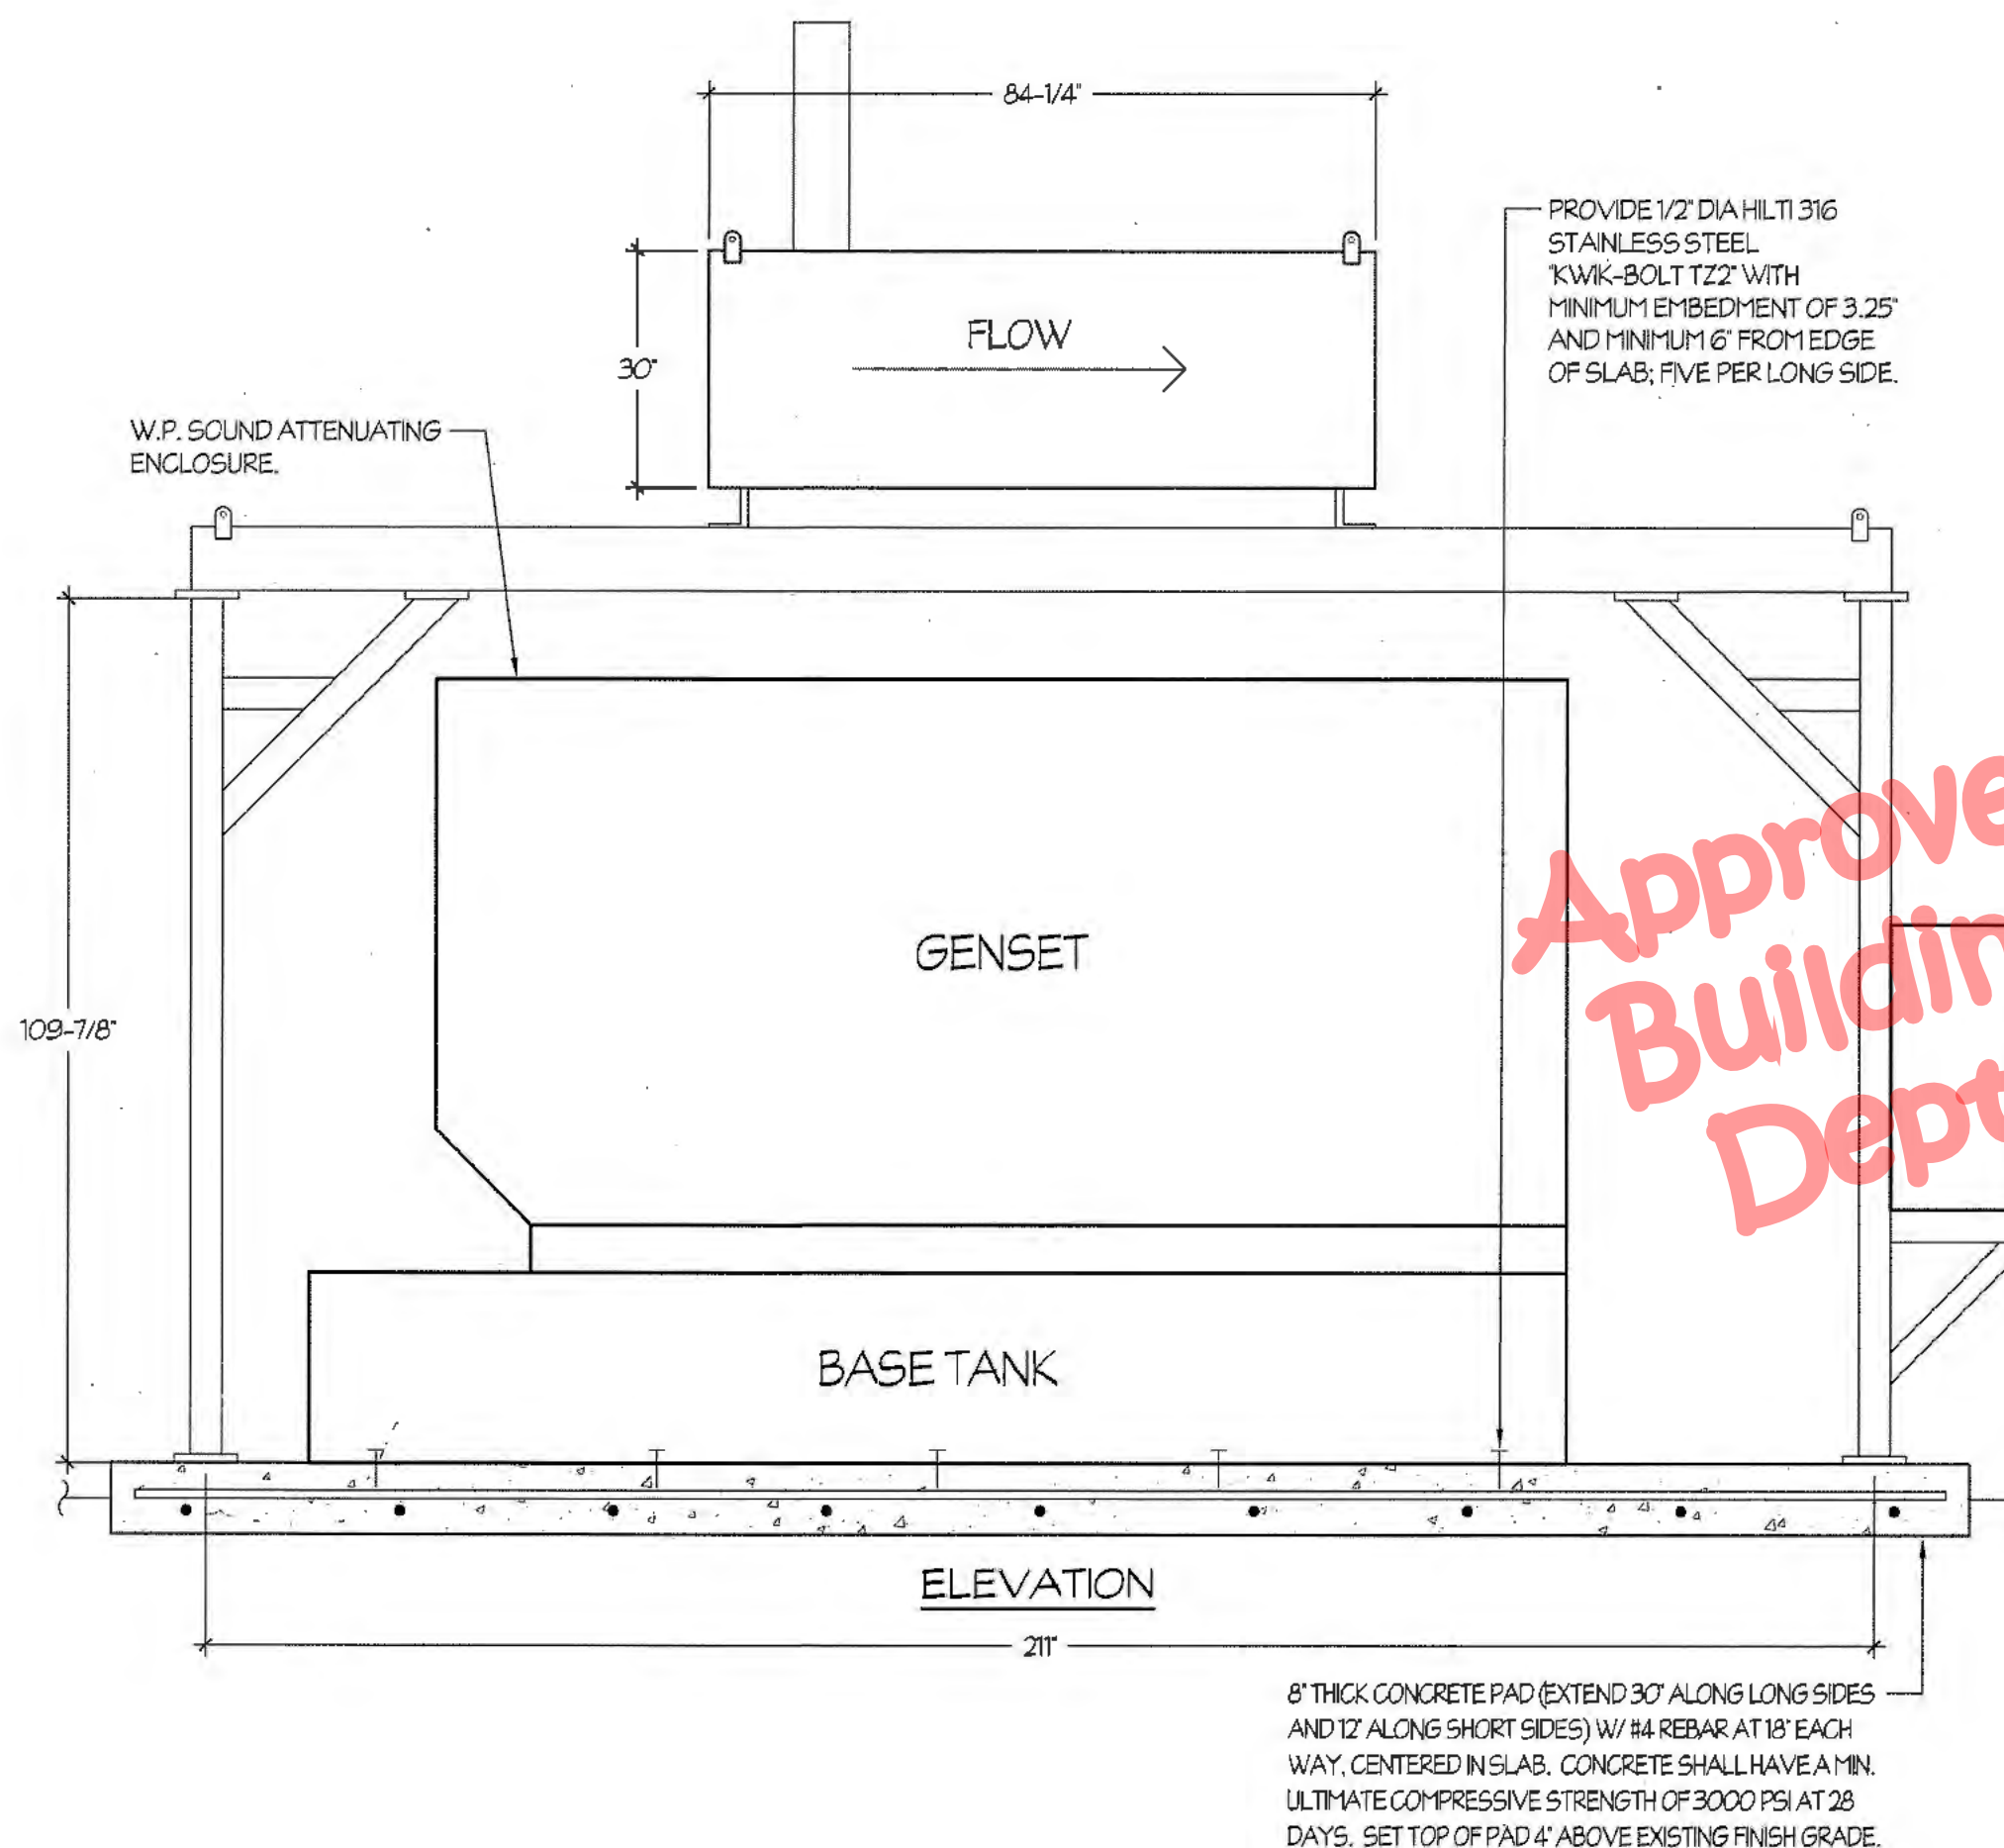 84-1/4"
PROVIDE 1/2" DIA HILTI 316
STAINLESS STEEL
"KWIK-BOLT TZ2" WITH
MINIMUM EMBEDMENT OF 3.25"
AND MINIMUM 6" FROM EDGE
OF SLAB; FIVE PER LONG SIDE.
FLOW
30"
W.P. SOUND ATTENUATING
ENCLOSURE.
GENSET
109-7/8"
Approve
Buildin
Dept
BASE TANK
ELEVATION
211"
8" THICK CONCRETE PAD (EXTEND 30" ALONG LONG SIDES
AND 12" ALONG SHORT SIDES) W/ #4 REBAR AT 18" EACH
WAY, CENTERED IN SLAB. CONCRETE SHALL HAVE A MIN.
ULTIMATE COMPRESSIVE STRENGTH OF 3000 PSI AT 28
DAYS. SET TOP OF PAD 4" ABOVE EXISTING FINISH GRADE.